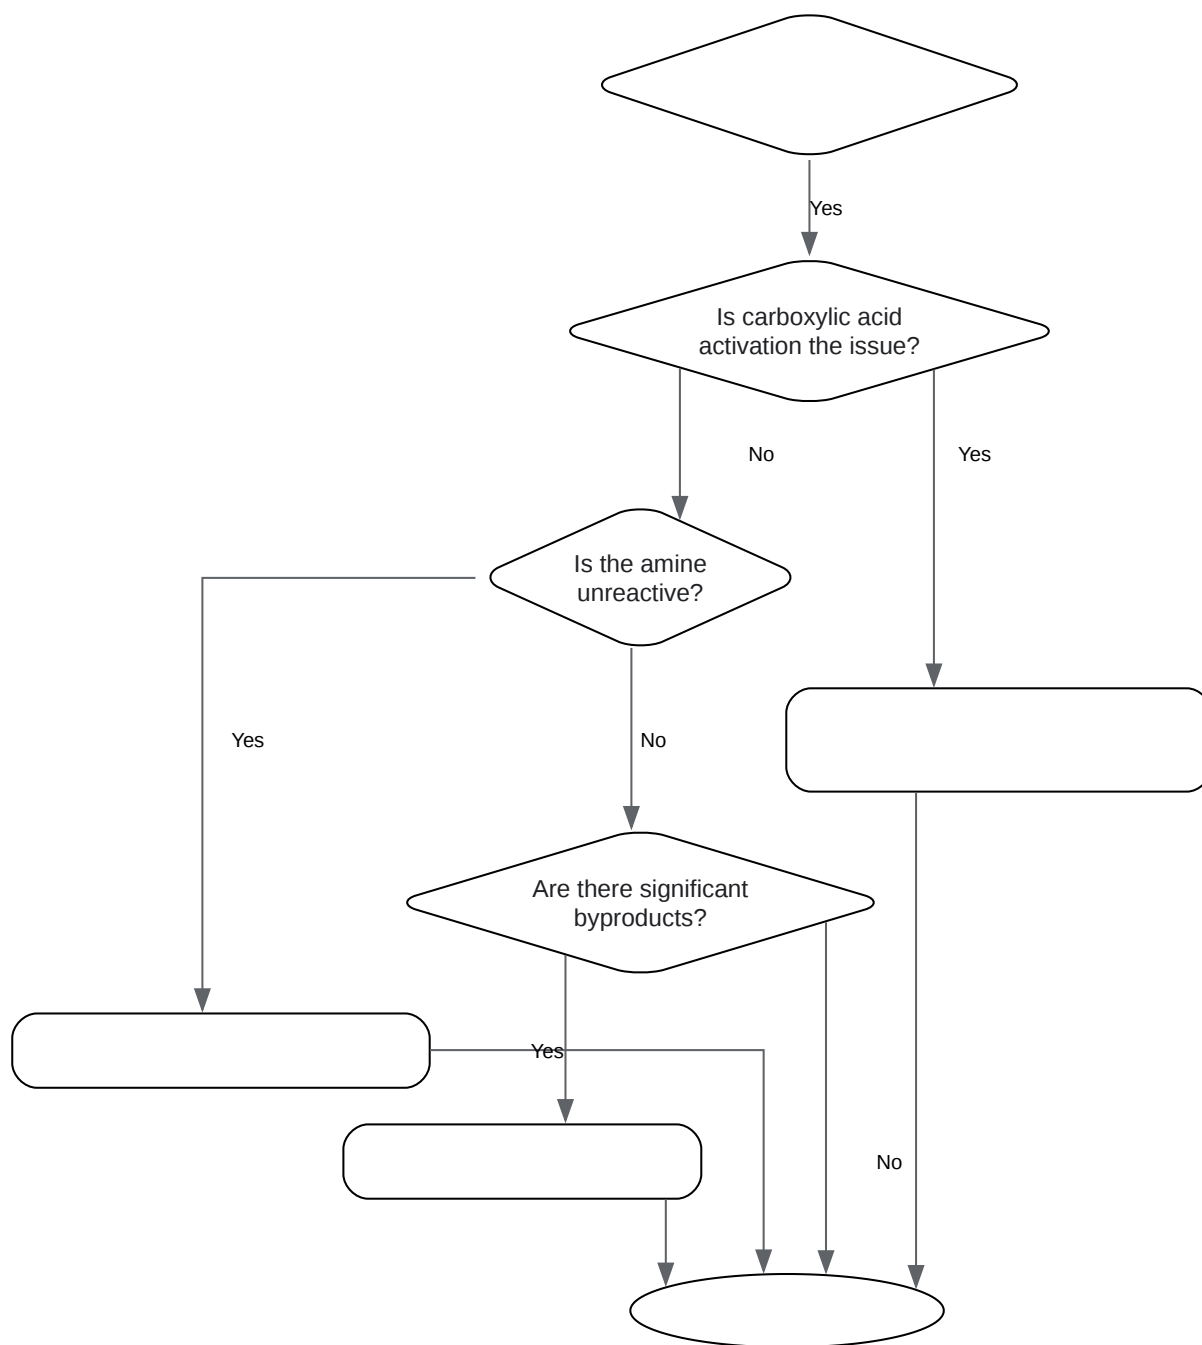 Yes
Is carboxylic acid
activation the issue?
No
Yes
Is the amine
unreactive?
Yes
No
Are there significant
byproducts?
Yes
No